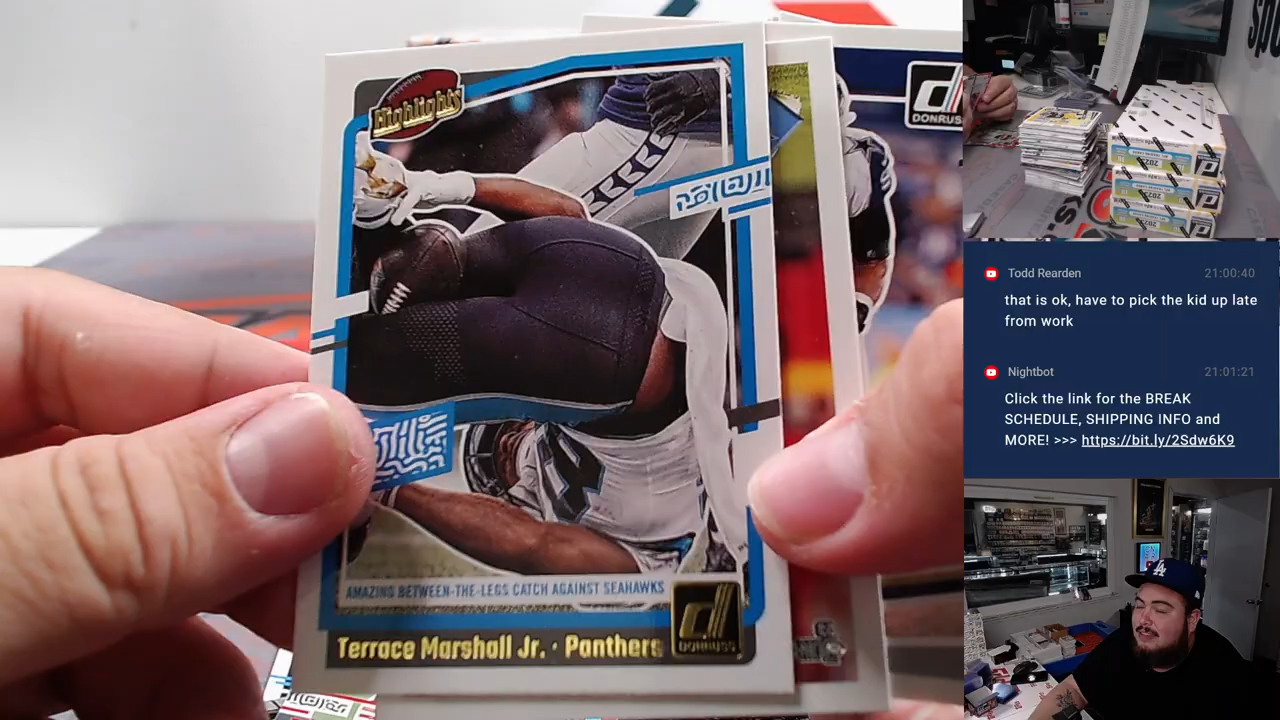 Highlights
DONRUSS
AMAZING BETWEEN-THE-LEGS CATCH AGAINST SEAHAWKS
Terrace Marshall Jr. · Panthers
DONRUSS
Todd Rearden
21:00:40
that is ok, have to pick the kid up late
from work
Nightbot
21:01:21
Click the link for the BREAK
SCHEDULE, SHIPPING INFO and
MORE! >>> https://bit.ly/2Sdw6K9
LA